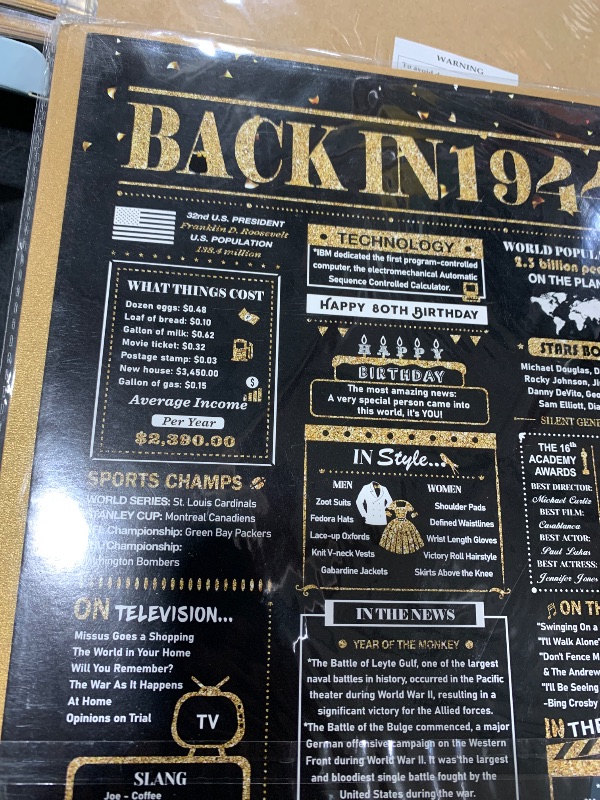 WARNING
BACK IN 194
32nd U.S. PRESIDENT
Franklin D. Roosevelt
U.S. POPULATION
138.4 million
WHAT THINGS COST
Dozen eggs: $0.48
Loaf of bread: $0.10
Gallon of milk: $0.62
Movie ticket: $0.32
Postage stamp: $0.03
New house: $3,450.00
Gallon of gas: $0.15
Average Income
Per Year
$2,390.00
SPORTS CHAMPS
WORLD SERIES: St. Louis Cardinals
STANLEY CUP: Montreal Canadiens
Championship: Green Bay Packers
Championship:
Bombers
ON TELEVISION...
Missus Goes a Shopping
The World in Your Home
Will You Remember?
The War As It Happens
At Home
Opinions on Trial
TV
SLANG
Joe - Coffee
TECHNOLOGY
*IBM dedicated the first program-controlled
computer, the electromechanical Automatic
Sequence Controlled Calculator.
HAPPY 80TH BIRTHDAY
HAPPY
BIRTHDAY
The most amazing news:
A very special person came into
this world, it's YOU!
IN Style...
MEN
Zoot Suits
Fedora Hats
Lace-up Oxfords
Knit V-neck Vests
Gabardine Jackets
WOMEN
Shoulder Pads
Defined Waistlines
Wrist Length Gloves
Victory Roll Hairstyle
Skirts Above the Knee
IN THE NEWS
YEAR OF THE MONKEY
*The Battle of Leyte Gulf, one of the largest
naval battles in history, occurred in the Pacific
theater during World War II, resulting in a
significant victory for the Allied forces.
*The Battle of the Bulge commenced, a major
German offensive campaign on the Western
Front during World War II. It was the largest
and bloodiest single battle fought by the
United States during the war.
WORLD POPUL
2.3 billion peo
ON THE PLAN
STARS BO
Michael Douglas, D
Rocky Johnson, Ji
Danny DeVito, Geo
Sam Elliott, Dia
SILENT GENE
THE 16th
ACADEMY
AWARDS
BEST DIRECTOR:
Michael Curtiz
BEST FILM:
Casablanca
BEST ACTOR:
Paul Lukas
BEST ACTRESS:
Jennifer Jones
ON TH
"Swinging On a
"I'll Walk Alone"
"Don't Fence M
& The Andrew
"I'll Be Seeing
-Bing Crosby
IN THE